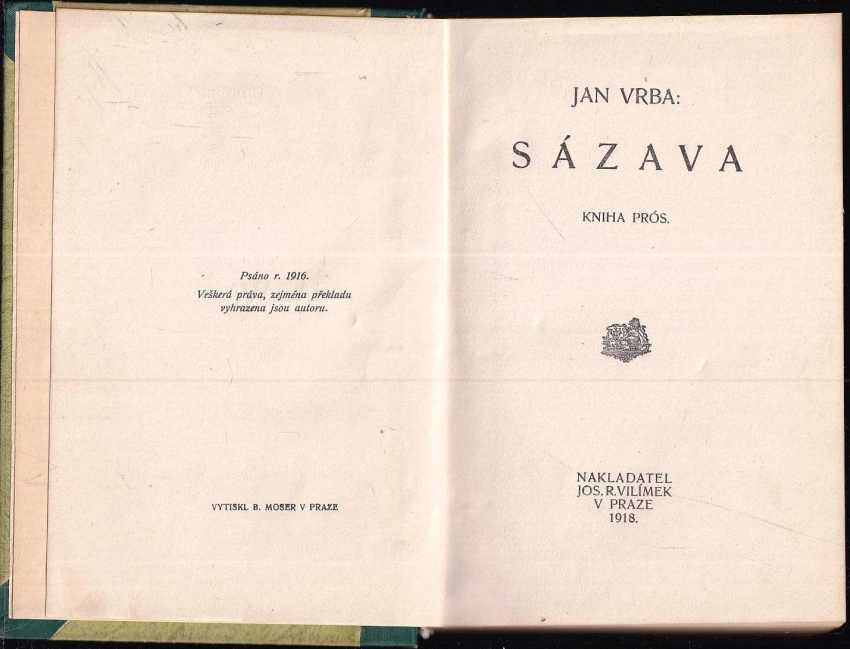 Psáno r. 1916.
Veškerá práva, zejména překladu
vyhrazena jsou autoru.
VYTISKL B. MOSER V PRAZE
JAN VRBA:
SÁZAVA
KNIHA PRÓS.
NAKLADATEL
JOS. R. VILÍMEK
V PRAZE
1918.